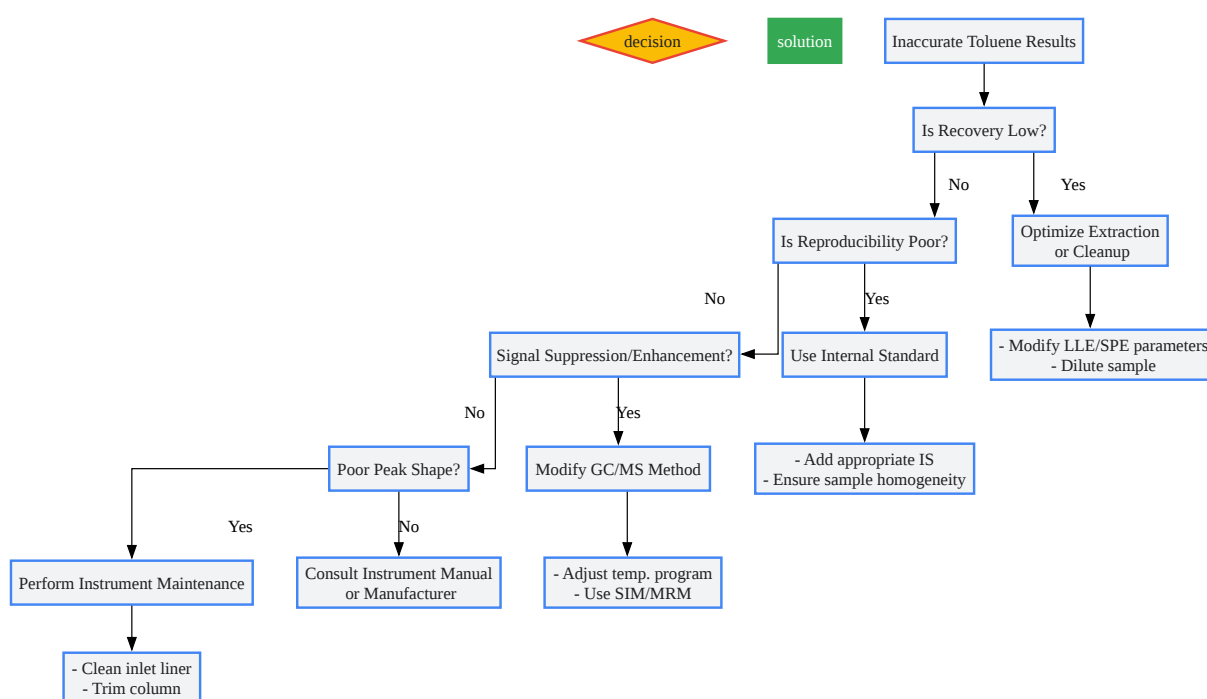 decision
solution
Inaccurate Toluene Results
Is Recovery Low?
No
Yes
Is Reproducibility Poor?
Optimize Extraction
or Cleanup
No
Yes
Signal Suppression/Enhancement?
Use Internal Standard
- Modify LLE/SPE parameters
- Dilute sample
No
Yes
Poor Peak Shape?
Modify GC/MS Method
- Add appropriate IS
- Ensure sample homogeneity
Yes
No
Perform Instrument Maintenance
Consult Instrument Manual
or Manufacturer
- Adjust temp. program
- Use SIM/MRM
- Clean inlet liner
- Trim column